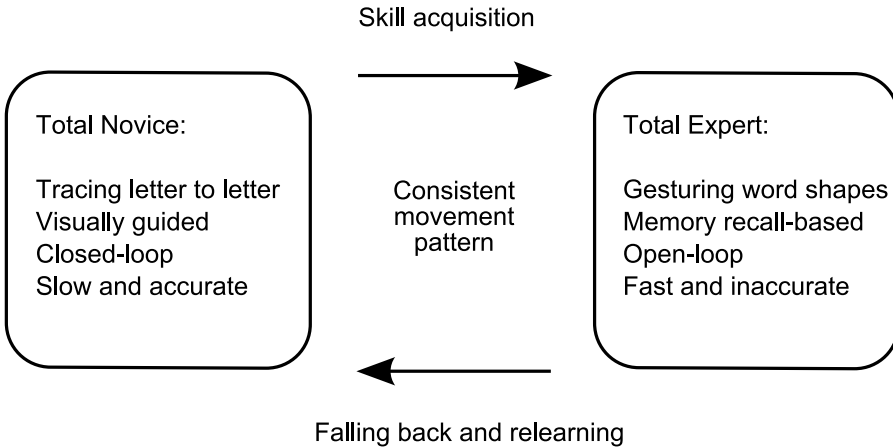 Skill acquisition
Total Novice:
Tracing letter to letter
Visually guided
Closed-loop
Slow and accurate
Consistent
movement
pattern
Total Expert:
Gesturing word shapes
Memory recall-based
Open-loop
Fast and inaccurate
Falling back and relearning